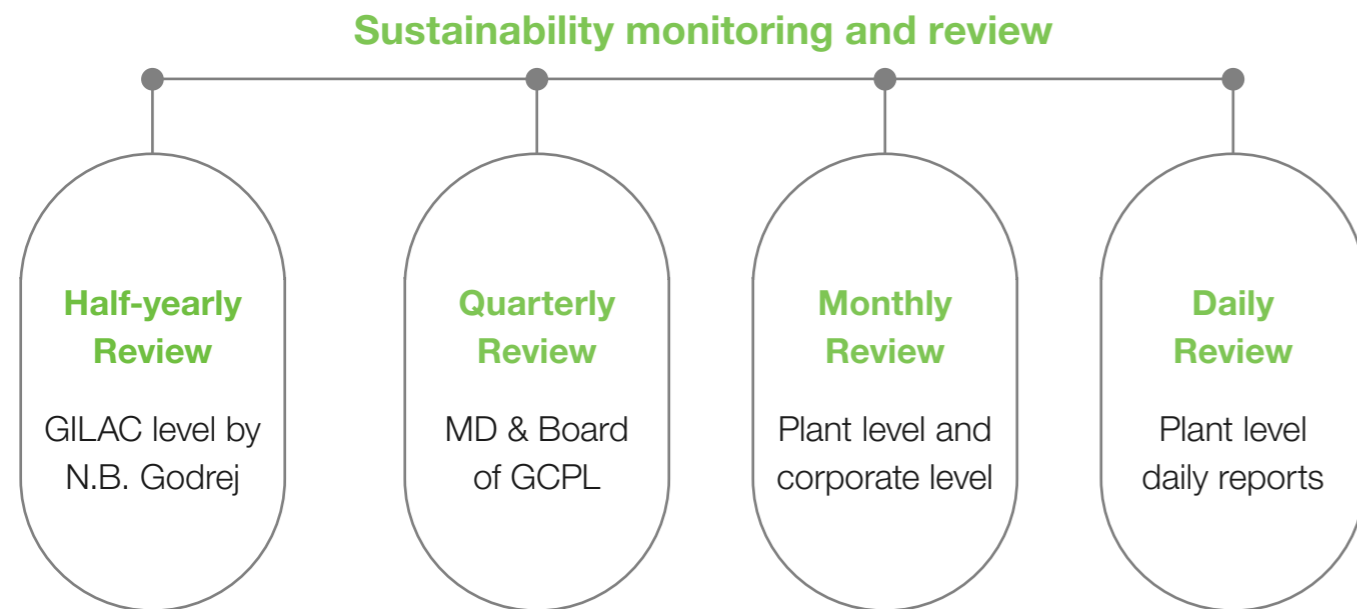 Sustainability monitoring and review
Half-yearly
Review
GILAC level by
N.B. Godrej
Quarterly
Review
MD & Board
of GCPL
Monthly
Review
Plant level and
corporate level
Daily
Review
Plant level
daily reports